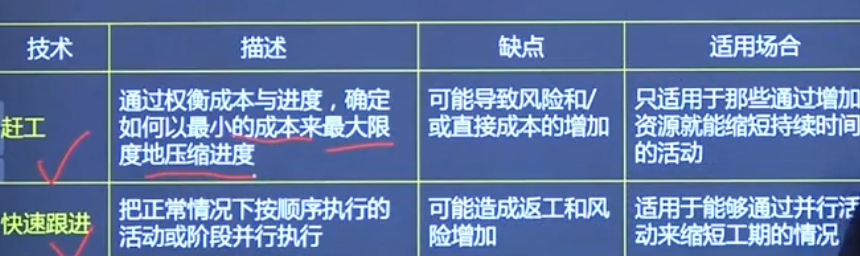 技术 描述 缺点 适用场合
赶工
通过权衡成本与进度，确定
如何以最小的成本来最大限
度地压缩进度
可能导致风险和/
或直接成本的增加
只适用于那些通过增加
资源就能缩短持续时间
的活动
快速跟进
把正常情况下按顺序执行的
活动或阶段并行执行
可能造成返工和风
险增加
适用于能够通过并行活
动来缩短工期的情况